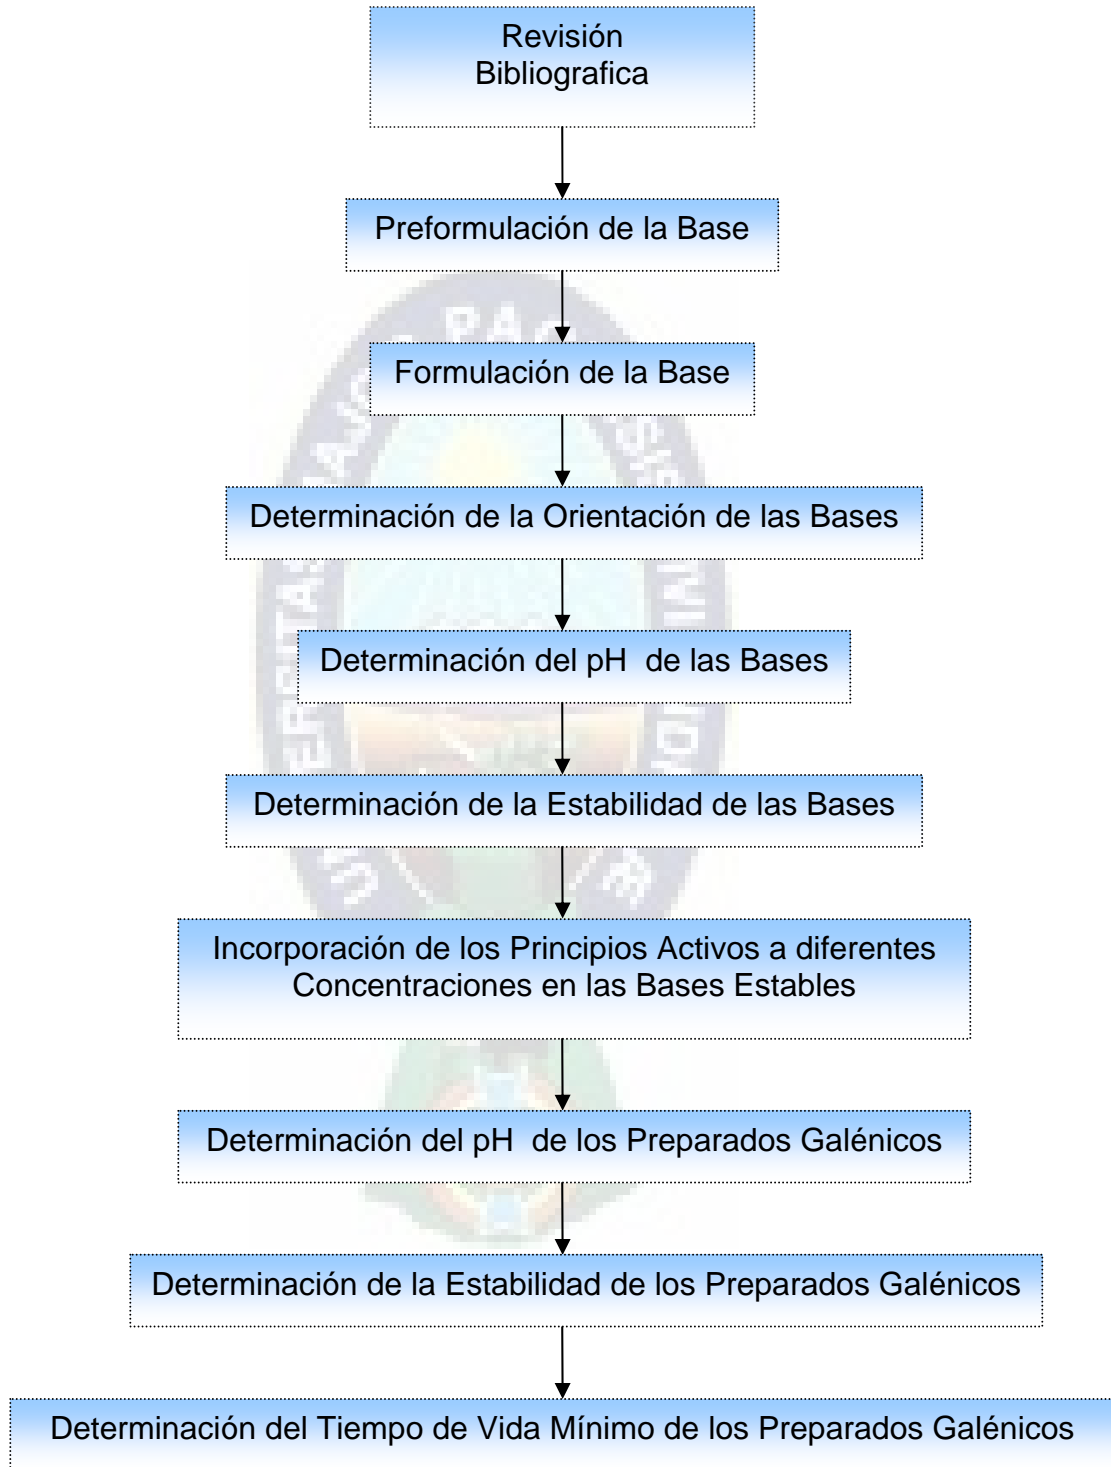 Revisión
Bibliografica
Preformulación de la Base
Formulación de la Base
Determinación de la Orientación de las Bases
Determinación del pH  de las Bases
Determinación de la Estabilidad de las Bases
Incorporación de los Principios Activos a diferentes
Concentraciones en las Bases Estables
Determinación del pH  de los Preparados Galénicos
Determinación de la Estabilidad de los Preparados Galénicos
Determinación del Tiempo de Vida Mínimo de los Preparados Galénicos